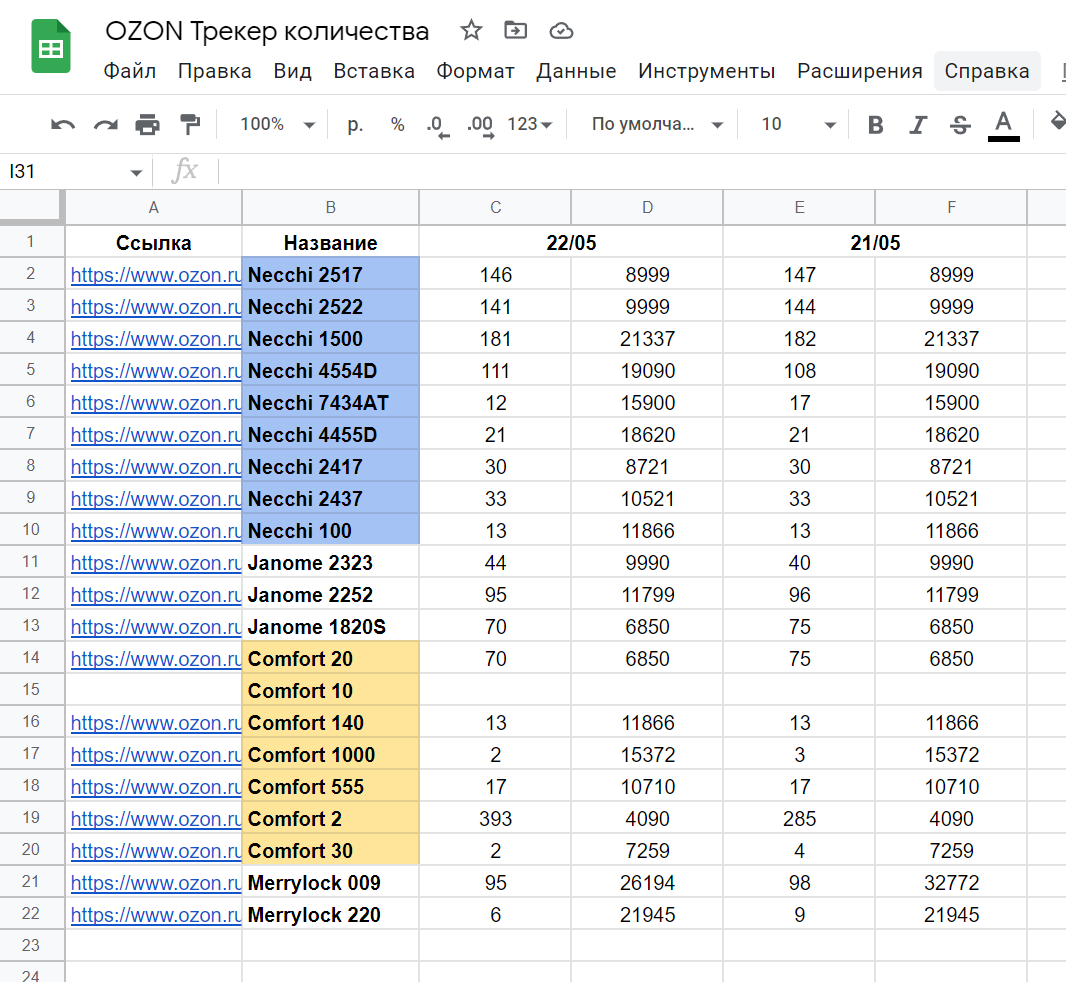 OZON Трекер количества
Файл Правка Вид Вставка Формат Данные Инструменты Расширения Справка
100% р. % .0 .00 123 По умолча... 10 B I S A
I31 fx
A B C D E F
1 Ссылка Название 22/05 21/05
2 https://www.ozon.ru Necchi 2517 146 8999 147 8999
3 https://www.ozon.ru Necchi 2522 141 9999 144 9999
4 https://www.ozon.ru Necchi 1500 181 21337 182 21337
5 https://www.ozon.ru Necchi 4554D 111 19090 108 19090
6 https://www.ozon.ru Necchi 7434AT 12 15900 17 15900
7 https://www.ozon.ru Necchi 4455D 21 18620 21 18620
8 https://www.ozon.ru Necchi 2417 30 8721 30 8721
9 https://www.ozon.ru Necchi 2437 33 10521 33 10521
10 https://www.ozon.ru Necchi 100 13 11866 13 11866
11 https://www.ozon.ru Janome 2323 44 9990 40 9990
12 https://www.ozon.ru Janome 2252 95 11799 96 11799
13 https://www.ozon.ru Janome 1820S 70 6850 75 6850
14 https://www.ozon.ru Comfort 20 70 6850 75 6850
15 Comfort 10
16 https://www.ozon.ru Comfort 140 13 11866 13 11866
17 https://www.ozon.ru Comfort 1000 2 15372 3 15372
18 https://www.ozon.ru Comfort 555 17 10710 17 10710
19 https://www.ozon.ru Comfort 2 393 4090 285 4090
20 https://www.ozon.ru Comfort 30 2 7259 4 7259
21 https://www.ozon.ru Merrylock 009 95 26194 98 32772
22 https://www.ozon.ru Merrylock 220 6 21945 9 21945
23
24